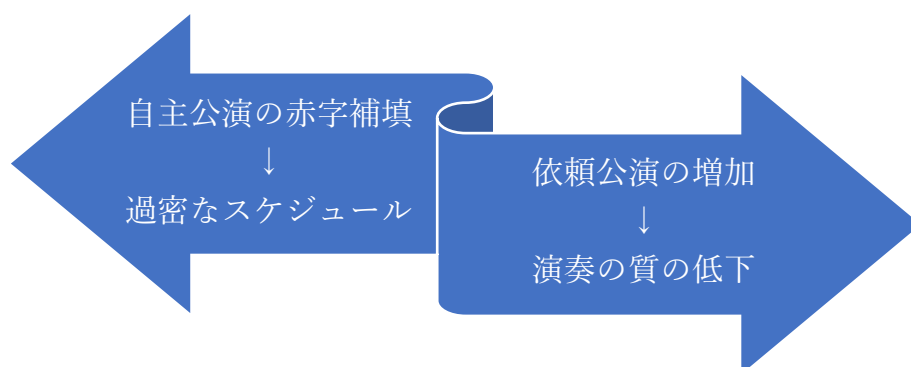 自主公演の赤字補填
↓
過密なスケジュール
依頼公演の増加
↓
演奏の質の低下